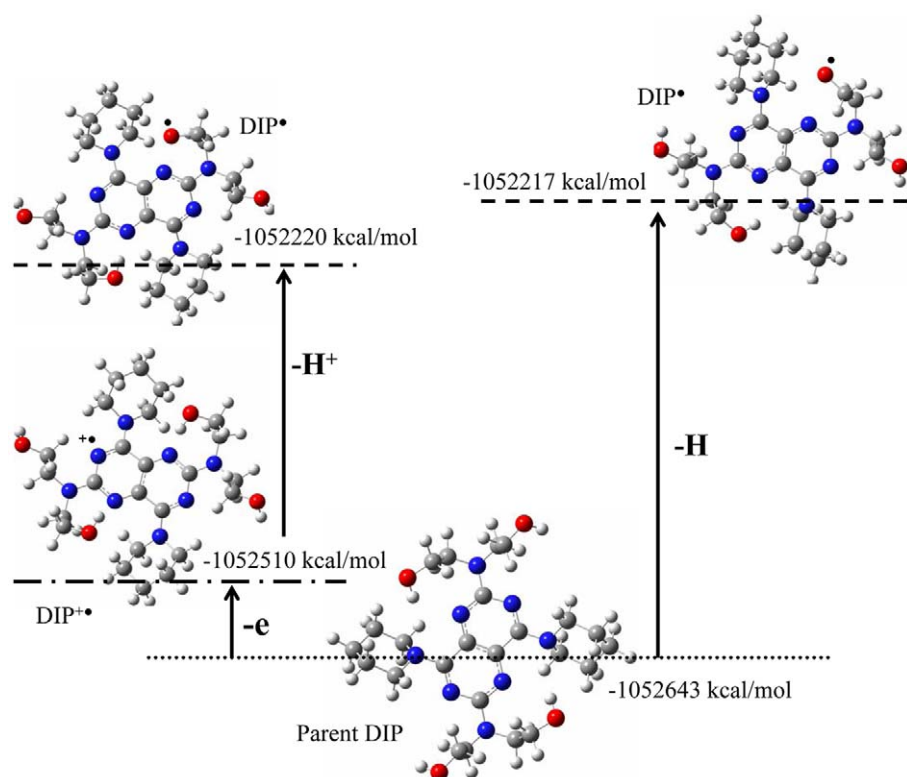 DIP•
DIP•
-1052217 kcal/mol
-1052220 kcal/mol
-H⁺
-H
+•
-1052510 kcal/mol
DIP⁺•
-e
-1052643 kcal/mol
Parent DIP